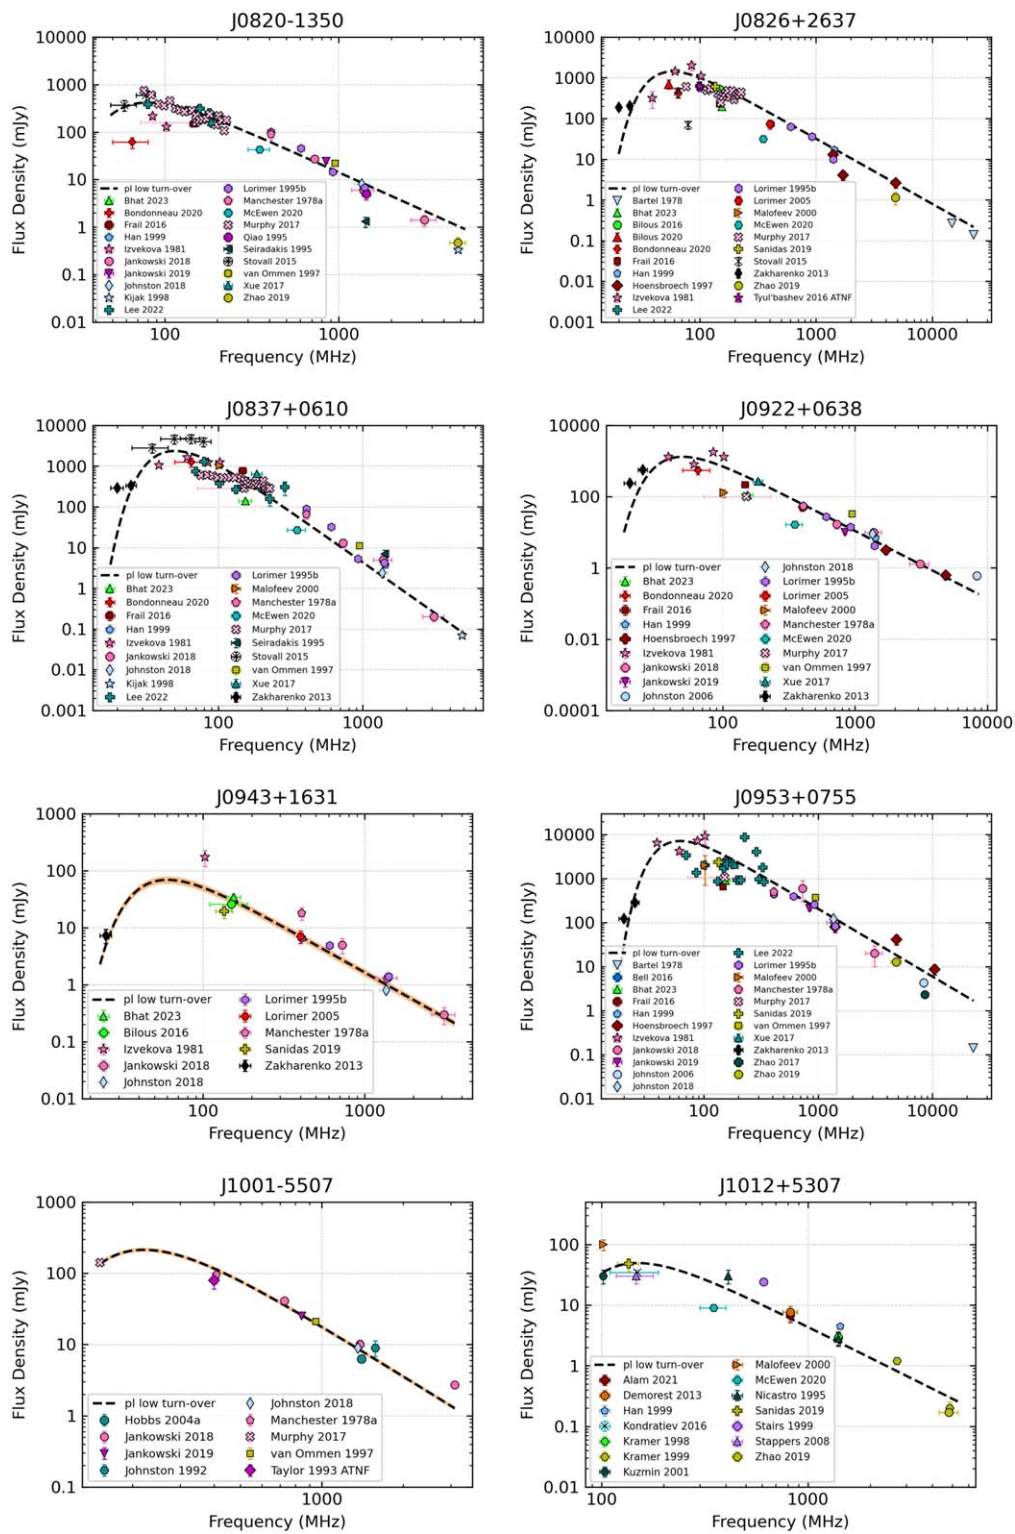 J0820-1350
10000
1000
100
10
1
0.1
0.01
Flux Density (mJy)
pl low turn-over
Bhat 2023
Bondonneau 2020
Frail 2016
Han 1999
Izvekova 1981
Jankowski 2018
Jankowski 2019
Johnston 2018
Kijak 1998
Lee 2022
Lorimer 1995b
Manchester 1978a
McEwen 2020
Murphy 2017
Qiao 1995
Seiradakis 1995
Stovall 2015
van Ommen 1997
Xue 2017
Zhao 2019
100
1000
Frequency (MHz)
J0826+2637
10000
1000
100
10
1
0.1
0.01
0.001
Flux Density (mJy)
pl low turn-over
Bartel 1978
Bhat 2023
Bilous 2016
Bilous 2020
Bondonneau 2020
Frail 2016
Han 1999
Hoensbroech 1997
Izvekova 1981
Lee 2022
Lorimer 1995b
Lorimer 2005
Malofeev 2000
McEwen 2020
Murphy 2017
Sanidas 2019
Stovall 2015
Zakharenko 2013
Zhao 2019
Tyul'bashev 2016 ATNF
100
1000
10000
Frequency (MHz)
J0837+0610
10000
1000
100
10
1
0.1
0.01
0.001
Flux Density (mJy)
pl low turn-over
Bhat 2023
Bondonneau 2020
Frail 2016
Han 1999
Izvekova 1981
Jankowski 2018
Johnston 2018
Kijak 1998
Lee 2022
Lorimer 1995b
Malofeev 2000
Manchester 1978a
McEwen 2020
Murphy 2017
Seiradakis 1995
Stovall 2015
van Ommen 1997
Xue 2017
Zakharenko 2013
100
1000
Frequency (MHz)
J0922+0638
10000
100
1
0.01
0.0001
Flux Density (mJy)
pl low turn-over
Bhat 2023
Bondonneau 2020
Frail 2016
Han 1999
Hoensbroech 1997
Izvekova 1981
Jankowski 2018
Jankowski 2019
Johnston 2006
Johnston 2018
Lorimer 1995b
Lorimer 2005
Malofeev 2000
Manchester 1978a
McEwen 2020
Murphy 2017
van Ommen 1997
Xue 2017
Zakharenko 2013
100
1000
10000
Frequency (MHz)
J0943+1631
1000
100
10
1
0.1
0.01
Flux Density (mJy)
pl low turn-over
Bhat 2023
Bilous 2016
Izvekova 1981
Jankowski 2018
Johnston 2018
Lorimer 1995b
Lorimer 2005
Manchester 1978a
Sanidas 2019
Zakharenko 2013
100
1000
Frequency (MHz)
J0953+0755
10000
1000
100
10
1
0.1
0.01
Flux Density (mJy)
pl low turn-over
Bartel 1978
Bell 2016
Bhat 2023
Frail 2016
Han 1999
Hoensbroech 1997
Izvekova 1981
Jankowski 2018
Jankowski 2019
Johnston 2006
Johnston 2018
Lee 2022
Lorimer 1995b
Malofeev 2000
Manchester 1978a
Murphy 2017
Sanidas 2019
van Ommen 1997
Xue 2017
Zakharenko 2013
Zhao 2017
Zhao 2019
100
1000
10000
Frequency (MHz)
J1001-5507
1000
100
10
1
0.1
Flux Density (mJy)
pl low turn-over
Hobbs 2004a
Jankowski 2018
Jankowski 2019
Johnston 1992
Johnston 2018
Manchester 1978a
Murphy 2017
van Ommen 1997
Taylor 1993 ATNF
1000
Frequency (MHz)
J1012+5307
100
10
1
0.1
0.01
Flux Density (mJy)
pl low turn-over
Alam 2021
Demorest 2013
Han 1999
Kondratiev 2016
Kramer 1998
Kramer 1999
Kuzmin 2001
Malofeev 2000
McEwen 2020
Nicastro 1995
Sanidas 2019
Stairs 1999
Stappers 2008
Zhao 2019
100
1000
Frequency (MHz)